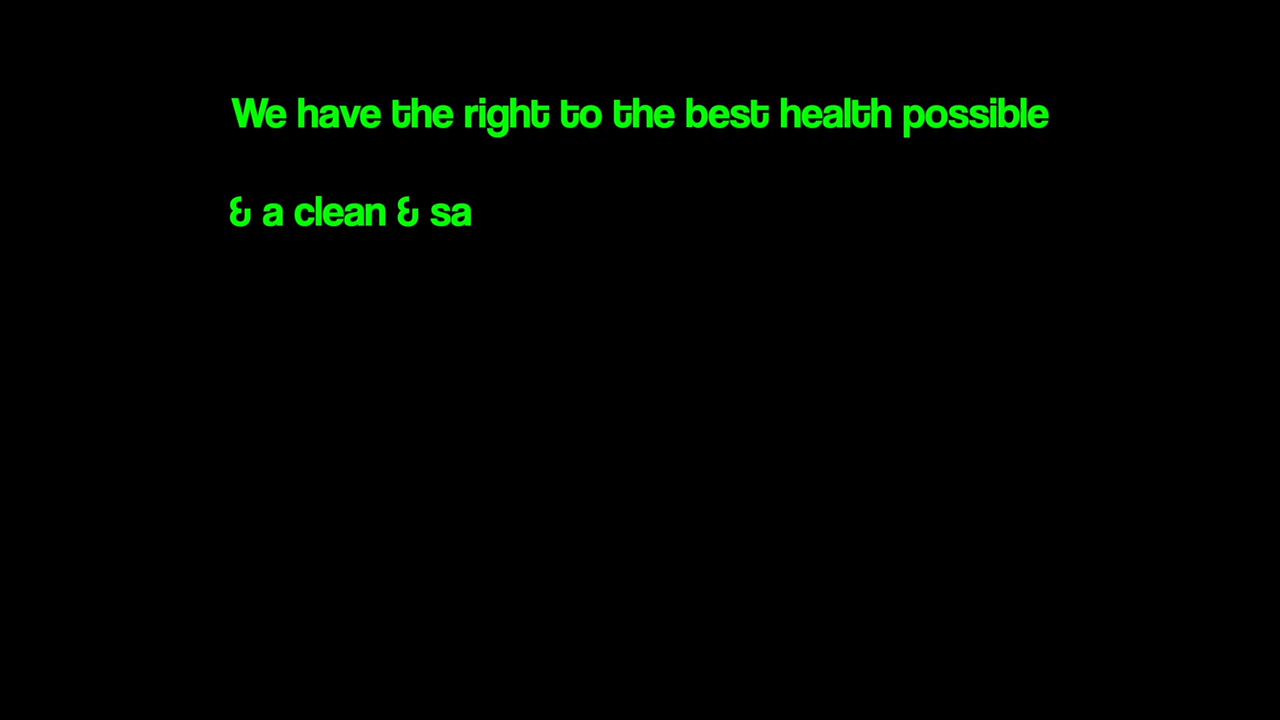 We have the right to the best health possible
& a clean & sa